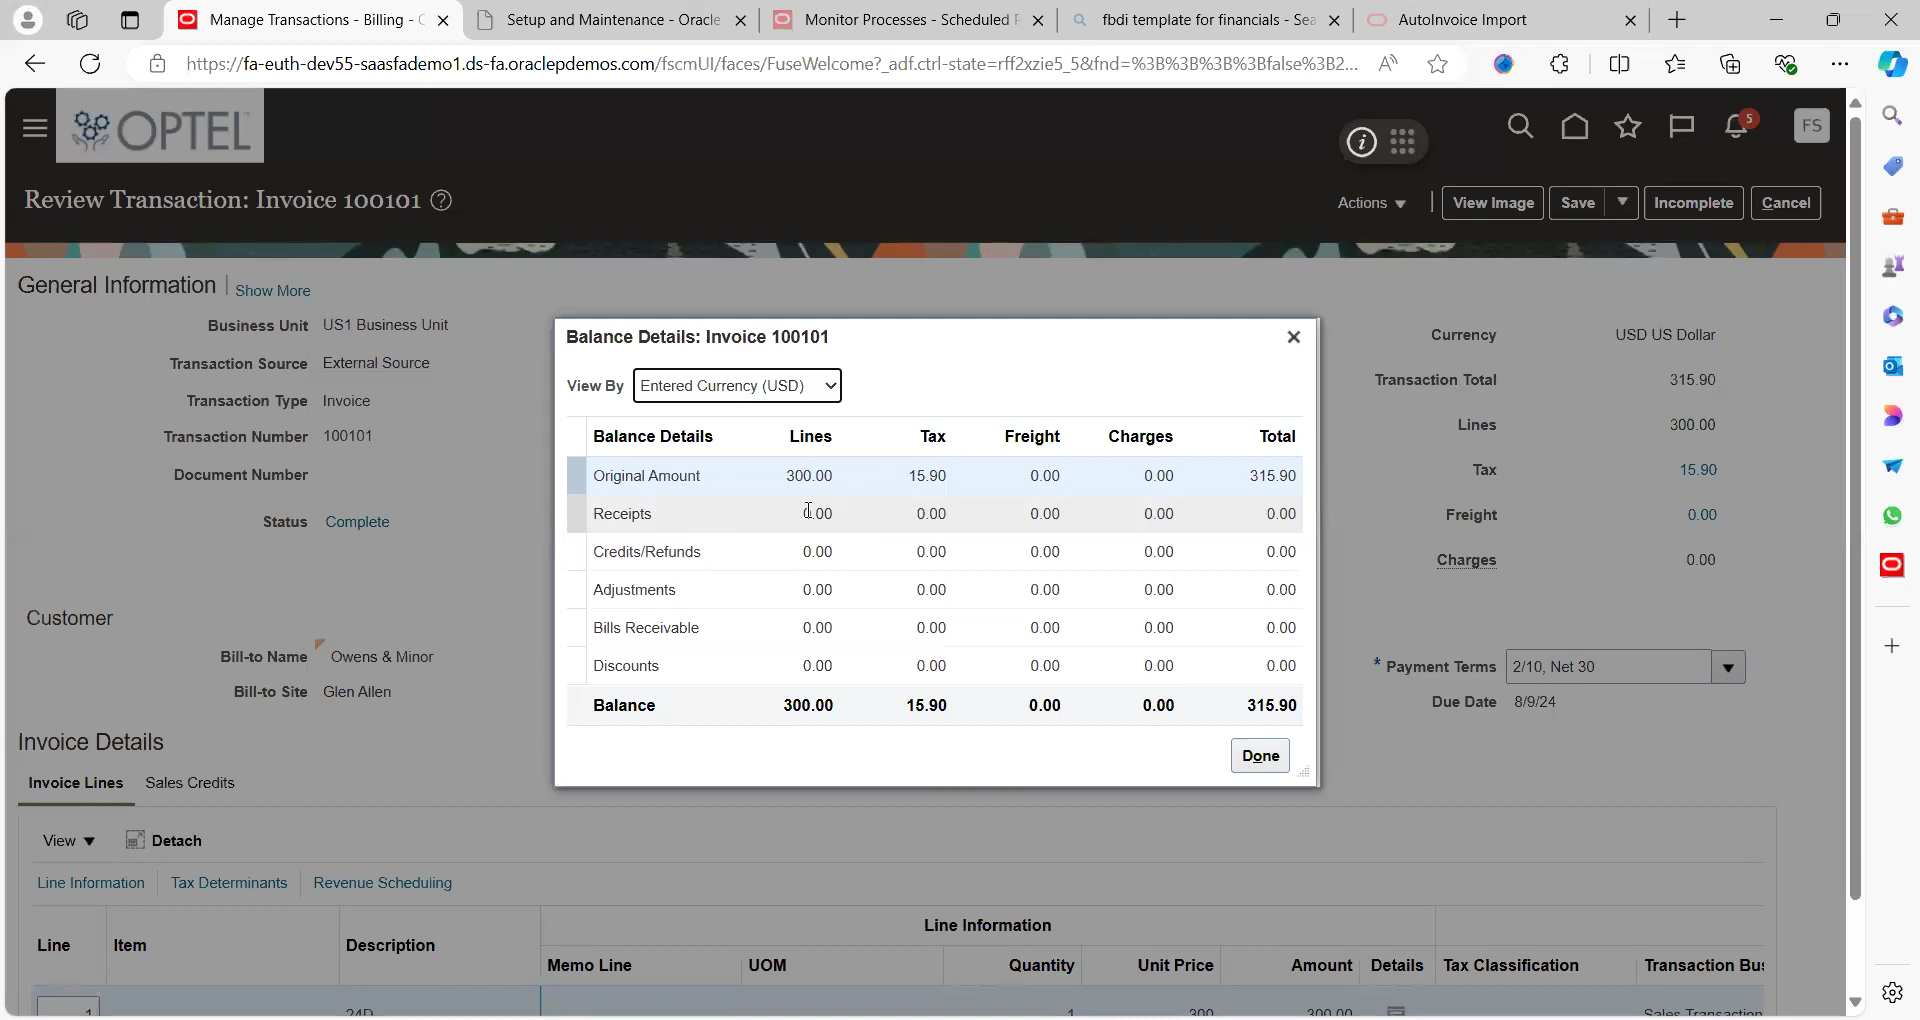 Manage Transactions - Billing - C
Setup and Maintenance - Oracle
Monitor Processes - Scheduled P
fbdi template for financials - Sea
AutoInvoice Import
https://fa-euth-dev55-saasfademo1.ds-fa.oraclepdemos.com/fscmUI/faces/FuseWelcome?_adf.ctrl-state=rff2xzie5_5&fnd=%3B%3B%3B%3Bfalse%3B2...
OPTEL
5
FS
Review Transaction: Invoice 100101
Actions
View Image
Save
Incomplete
Cancel
General Information
Show More
Business Unit US1 Business Unit
Transaction Source External Source
Transaction Type Invoice
Transaction Number 100101
Document Number
Status Complete
Customer
Bill-to Name Owens & Minor
Bill-to Site Glen Allen
Balance Details: Invoice 100101
View By Entered Currency (USD)
Balance Details Lines Tax Freight Charges Total
Original Amount 300.00 15.90 0.00 0.00 315.90
Receipts 0.00 0.00 0.00 0.00 0.00
Credits/Refunds 0.00 0.00 0.00 0.00 0.00
Adjustments 0.00 0.00 0.00 0.00 0.00
Bills Receivable 0.00 0.00 0.00 0.00 0.00
Discounts 0.00 0.00 0.00 0.00 0.00
Balance 300.00 15.90 0.00 0.00 315.90
Done
Currency USD US Dollar
Transaction Total 315.90
Lines 300.00
Tax 15.90
Freight 0.00
Charges 0.00
* Payment Terms 2/10, Net 30
Due Date 8/9/24
Invoice Details
Invoice Lines Sales Credits
View Detach
Line Information Tax Determinants Revenue Scheduling
Line Information
Line Item Description
Memo Line UOM Quantity Unit Price Amount Details Tax Classification Transaction Bus
1 24D 1 300 300.00 Sales Transaction